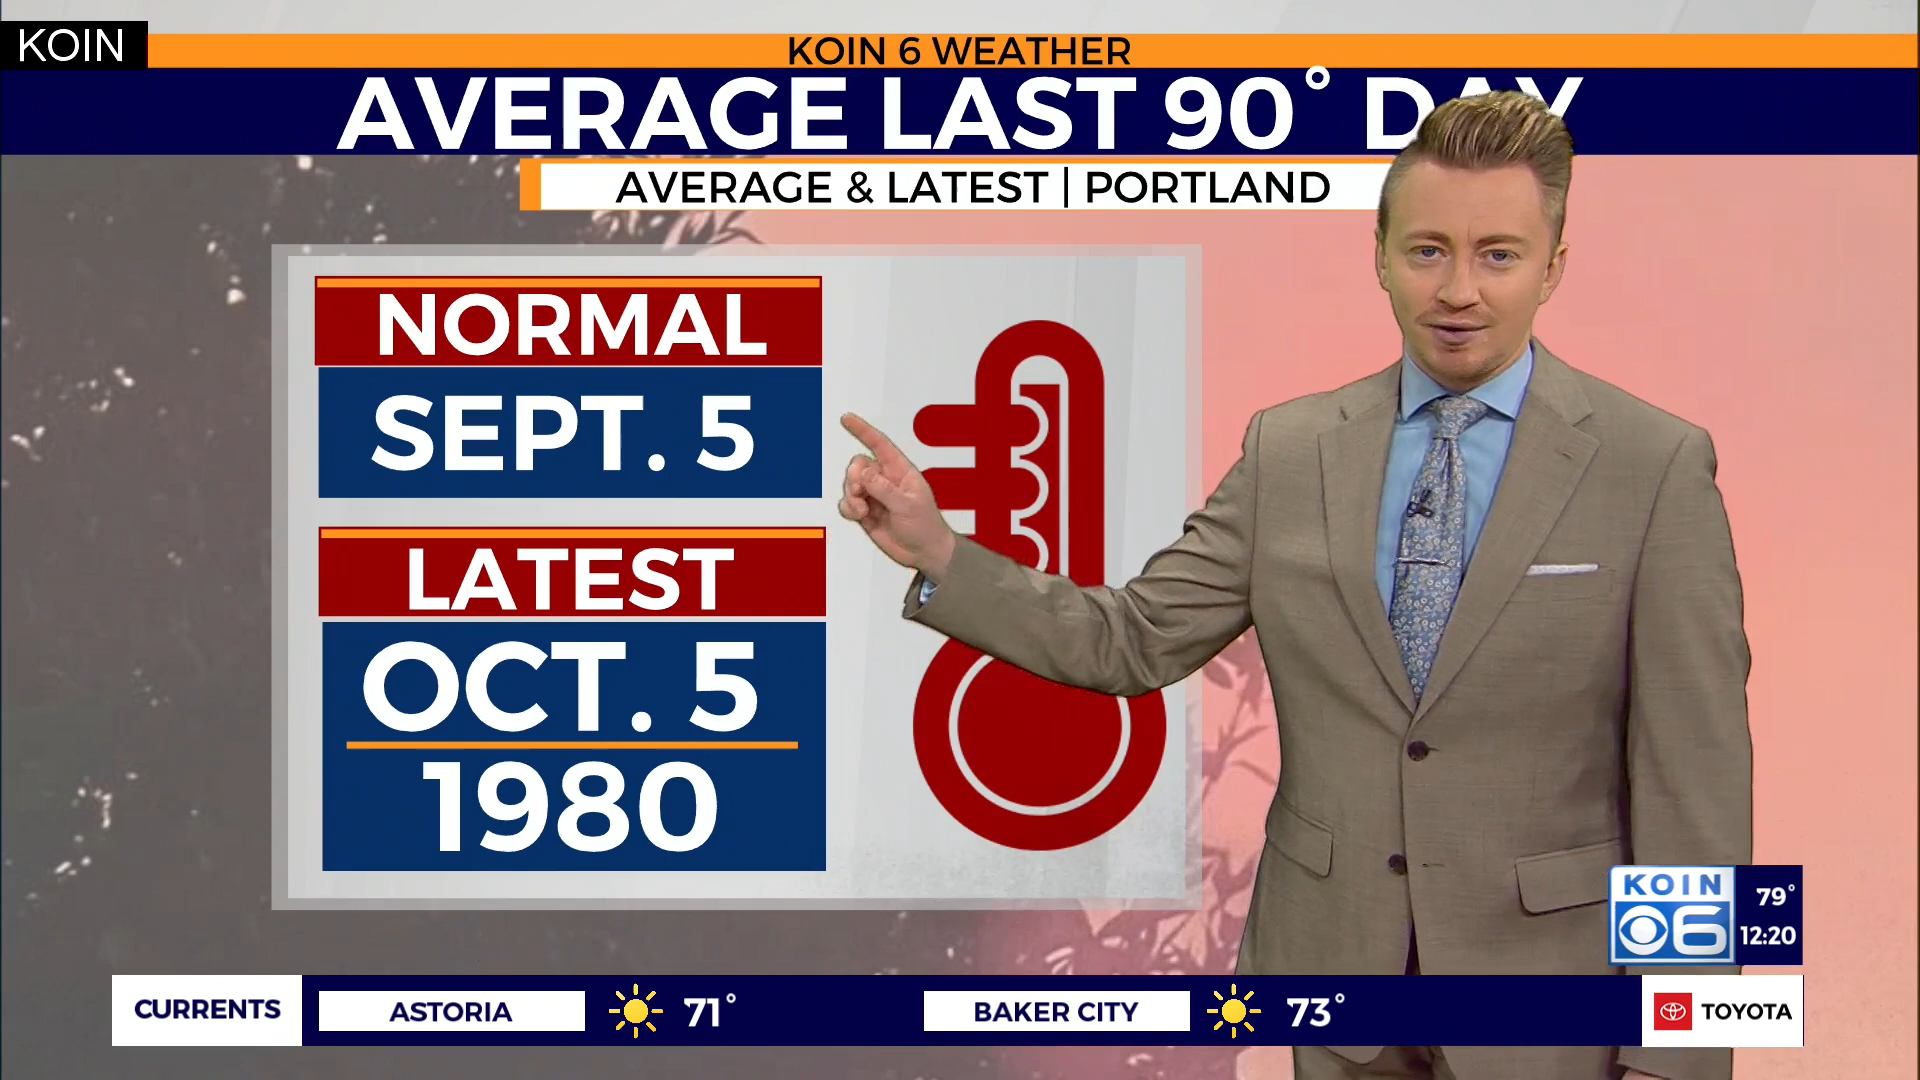 KOIN
KOIN 6 WEATHER
AVERAGE LAST 90° DAY
AVERAGE & LATEST | PORTLAND
NORMAL
SEPT. 5
LATEST
OCT. 5
1980
KOIN
6
79°
12:20
CURRENTS
ASTORIA
71°
BAKER CITY
73°
TOYOTA